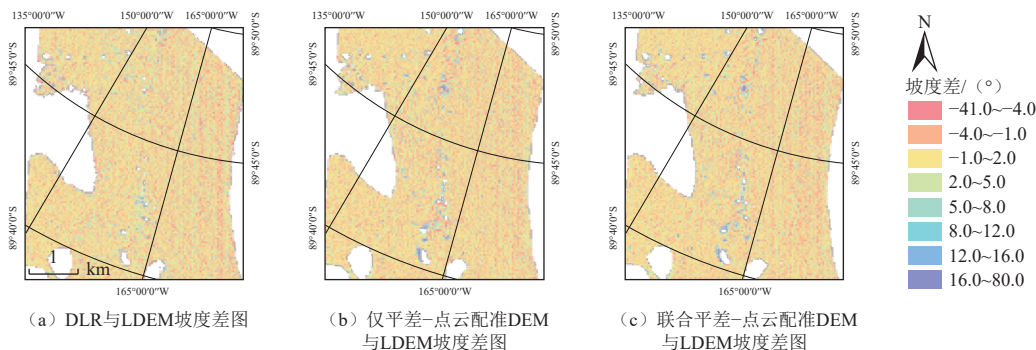 135°00′0″W 150°00′0″W 165°00′0″W
89°45′0″S
89°50′0″S
89°45′0″S
89°40′0″S
1
km
165°00′0″W
(a) DLR与LDEM坡度差图
135°00′0″W 150°00′0″W 165°00′0″W
89°45′0″S
89°50′0″S
89°45′0″S
89°40′0″S
165°00′0″W
(b) 仅平差−点云配准DEM
与LDEM坡度差图
135°00′0″W 150°00′0″W 165°00′0″W
89°45′0″S
89°50′0″S
89°45′0″S
89°40′0″S
165°00′0″W
(c) 联合平差−点云配准DEM
与LDEM坡度差图
N
坡度差/（°）
−41.0~−4.0
−4.0~−1.0
−1.0~2.0
2.0~5.0
5.0~8.0
8.0~12.0
12.0~16.0
16.0~80.0